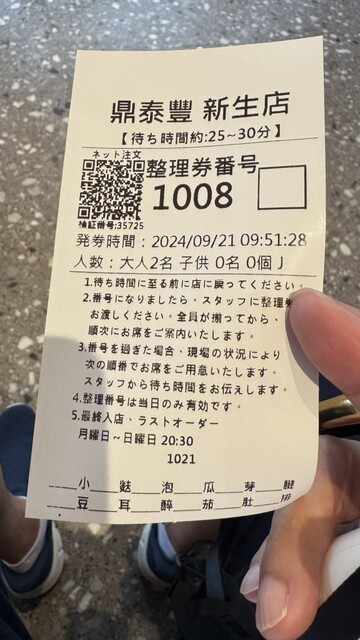 鼎泰豐 新生店
【待ち時間約:25~30分】
ネット注文
整理券番号
1008
検証番号:35725
発券時間：2024/09/21 09:51:28
人数：大人2名 子供 0名 0個 J
1.待ち時間に至る前に店に戻ってください。
2.番号になりましたら、スタッフに整理券
お渡しください。全員が揃ってから、
順次にお席をご案内いたします。
3.番号を過ぎた場合、現場の状況により
次の順番でお席をご用意いたします。
スタッフから待ち時間をお伝えします。
4.整理番号は当日のみ有効です。
5.最終入店、ラストオーダー
月曜日～日曜日 20:30
1021
小 麩 泡 瓜 芽
豆 耳 醉 茄 肚 排